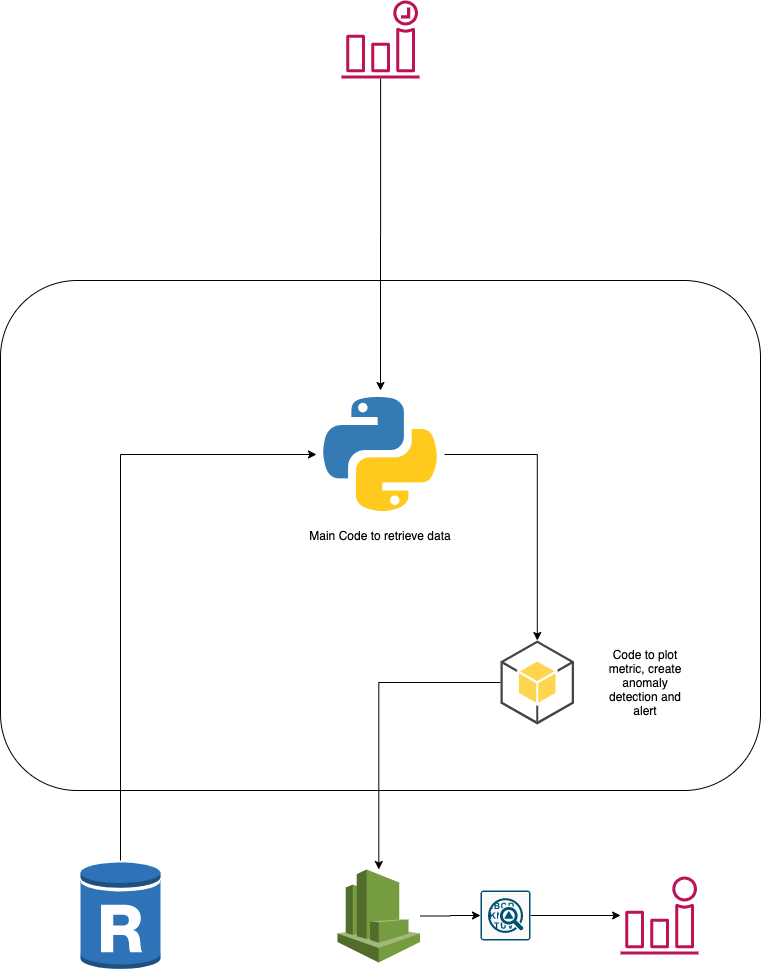 Main Code to retrieve data
Code to plot
metric, create
anomaly
detection and
alert
R